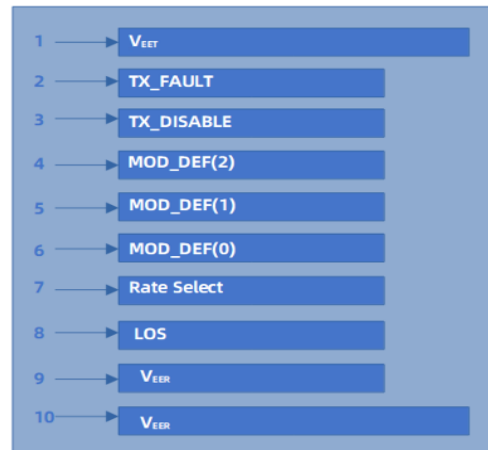 1 VEET
2 TX_FAULT
3 TX_DISABLE
4 MOD_DEF(2)
5 MOD_DEF(1)
6 MOD_DEF(0)
7 Rate Select
8 LOS
9 VEER
10 VEER